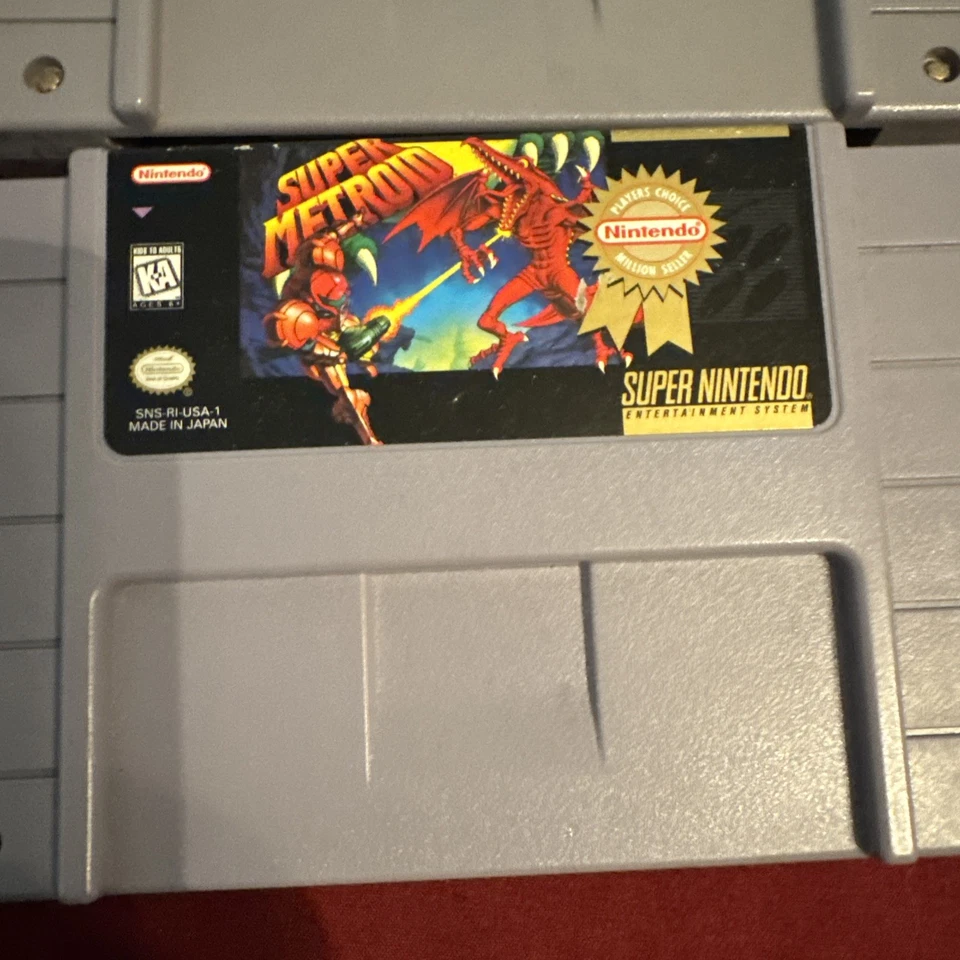 Nintendo®
KIDS TO ADULTS
K-A
AGES 6+
Nintendo
SNS-RI-USA-1
MADE IN JAPAN
SUPER
METROID
PLAYERS CHOICE
Nintendo®
MILLION SELLER
SUPER NINTENDO
ENTERTAINMENT SYSTEM